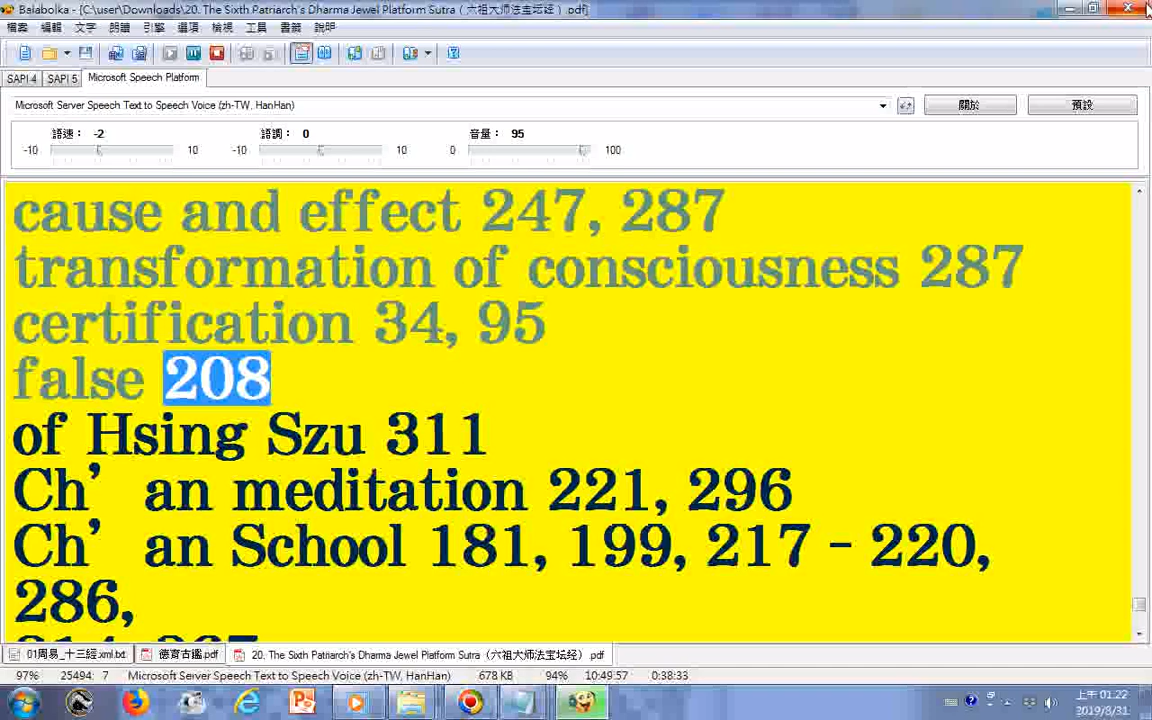 Balabolka - [C:\user\Downloads\20. The Sixth Patriarch's Dharma Jewel Platform Sutra（六祖大师法宝坛经）.pdf]
檔案 編輯 文字 朗讀 引擎 選項 檢視 工具 書籤 說明
SAPI 4 SAPI 5 Microsoft Speech Platform
Microsoft Server Speech Text to Speech Voice (zh-TW, HanHan) 關於 預設
語速： -2 語調： 0 音量： 95
-10 10 -10 10 0 100
cause and effect 247, 287
transformation of consciousness 287
certification 34, 95
false 208
of Hsing Szu 311
Ch’ an meditation 221, 296
Ch’ an School 181, 199, 217 - 220,
286,
01周易_十三經.xml.txt 德育古鑑.pdf 20. The Sixth Patriarch's Dharma Jewel Platform Sutra（六祖大师法宝坛经）.pdf
97% 25494: 7 Microsoft Server Speech Text to Speech Voice (zh-TW, HanHan) 678 KB 94% 10:49:57 0:38:33
上午 01:22
2019/8/31